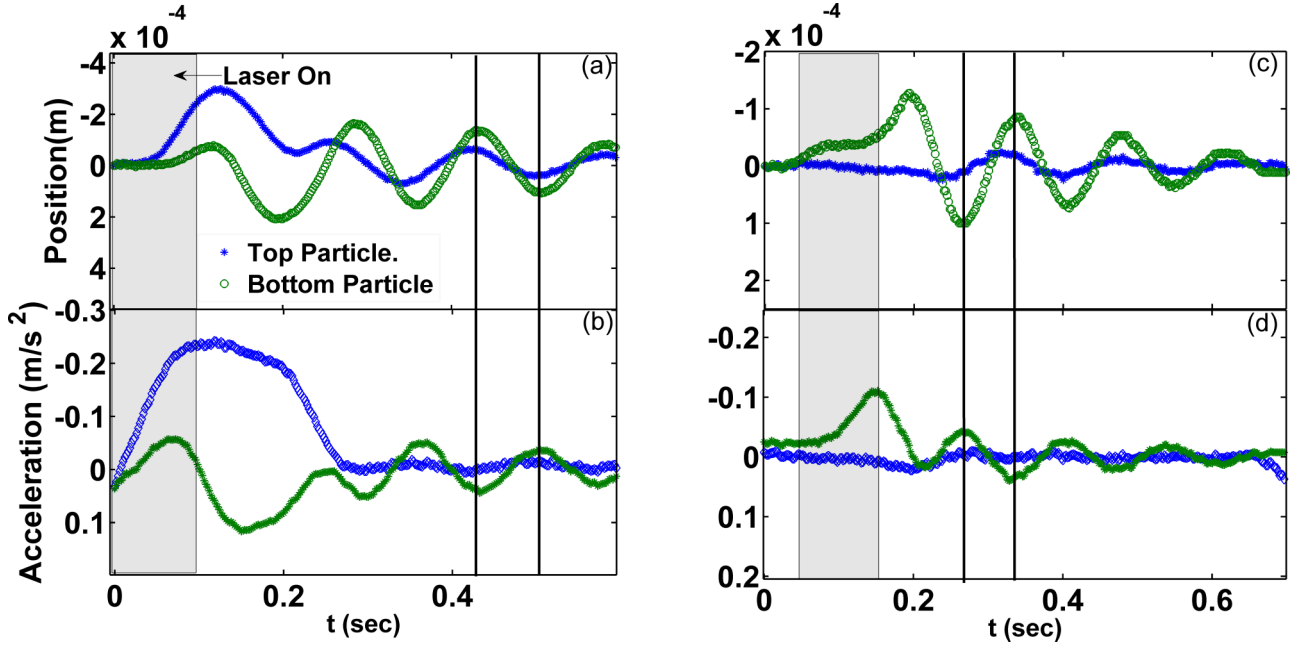 x 10
-4
(a)
Laser On
-4
-2
0
2
4
Position(m)
Top Particle.
Bottom Particle
-0.3
-0.2
-0.1
0
0.1
Acceleration (m/s 2)
(b)
0
0.2
0.4
t (sec)
x 10
-4
(c)
-2
-1
0
1
2
(d)
-0.2
-0.1
0
0.1
0.2
0
0.2
0.4
0.6
t (sec)